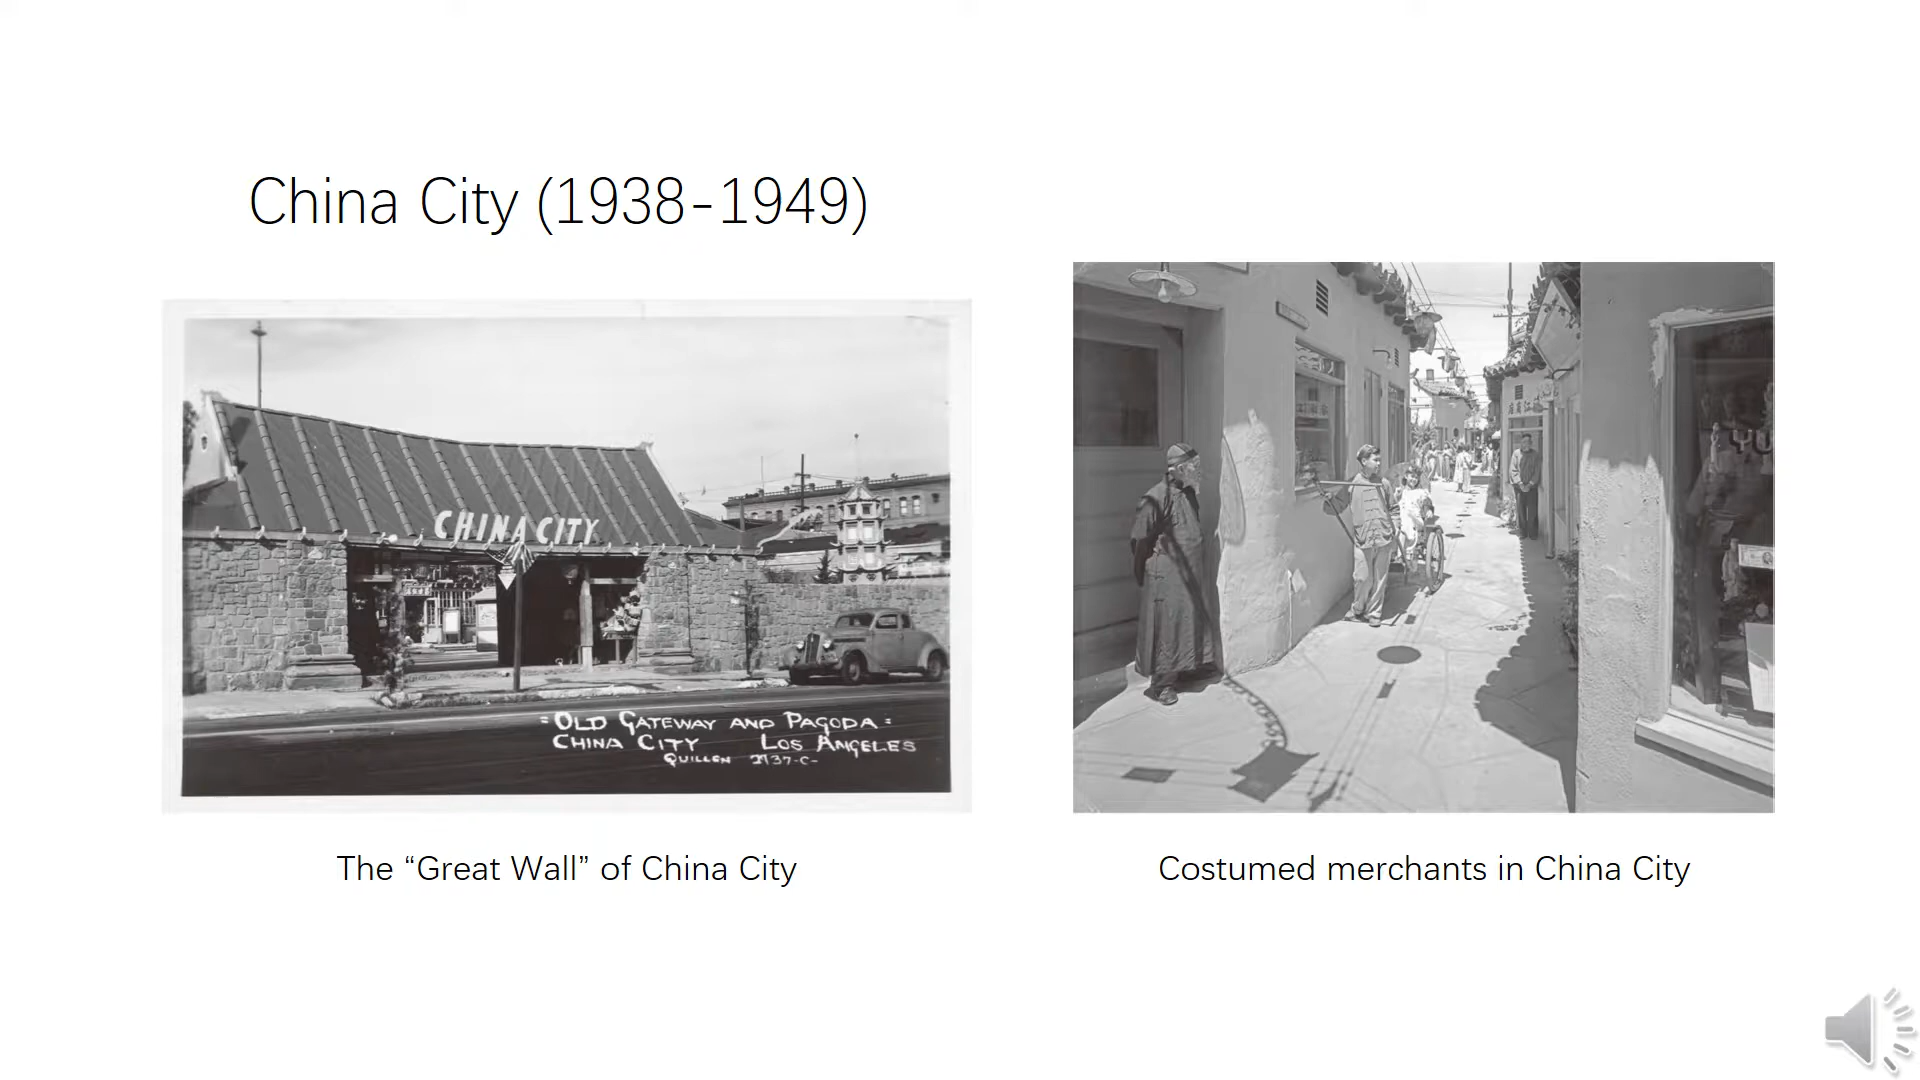 China City (1938-1949)
CHINA CITY
"OLD GATEWAY AND PAGODA"
CHINA CITY LOS ANGELES
QUILLEN
YU
The “Great Wall” of China City
Costumed merchants in China City